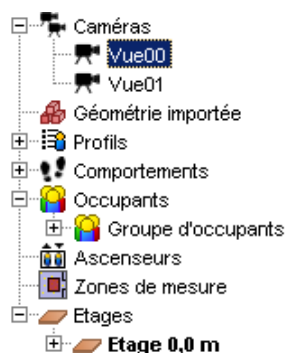 Caméras
Vue00
Vue01
Géométrie importée
Profils
Comportements
Occupants
Groupe d'occupants
Ascenseurs
Zones de mesure
Etages
Etage 0,0 m